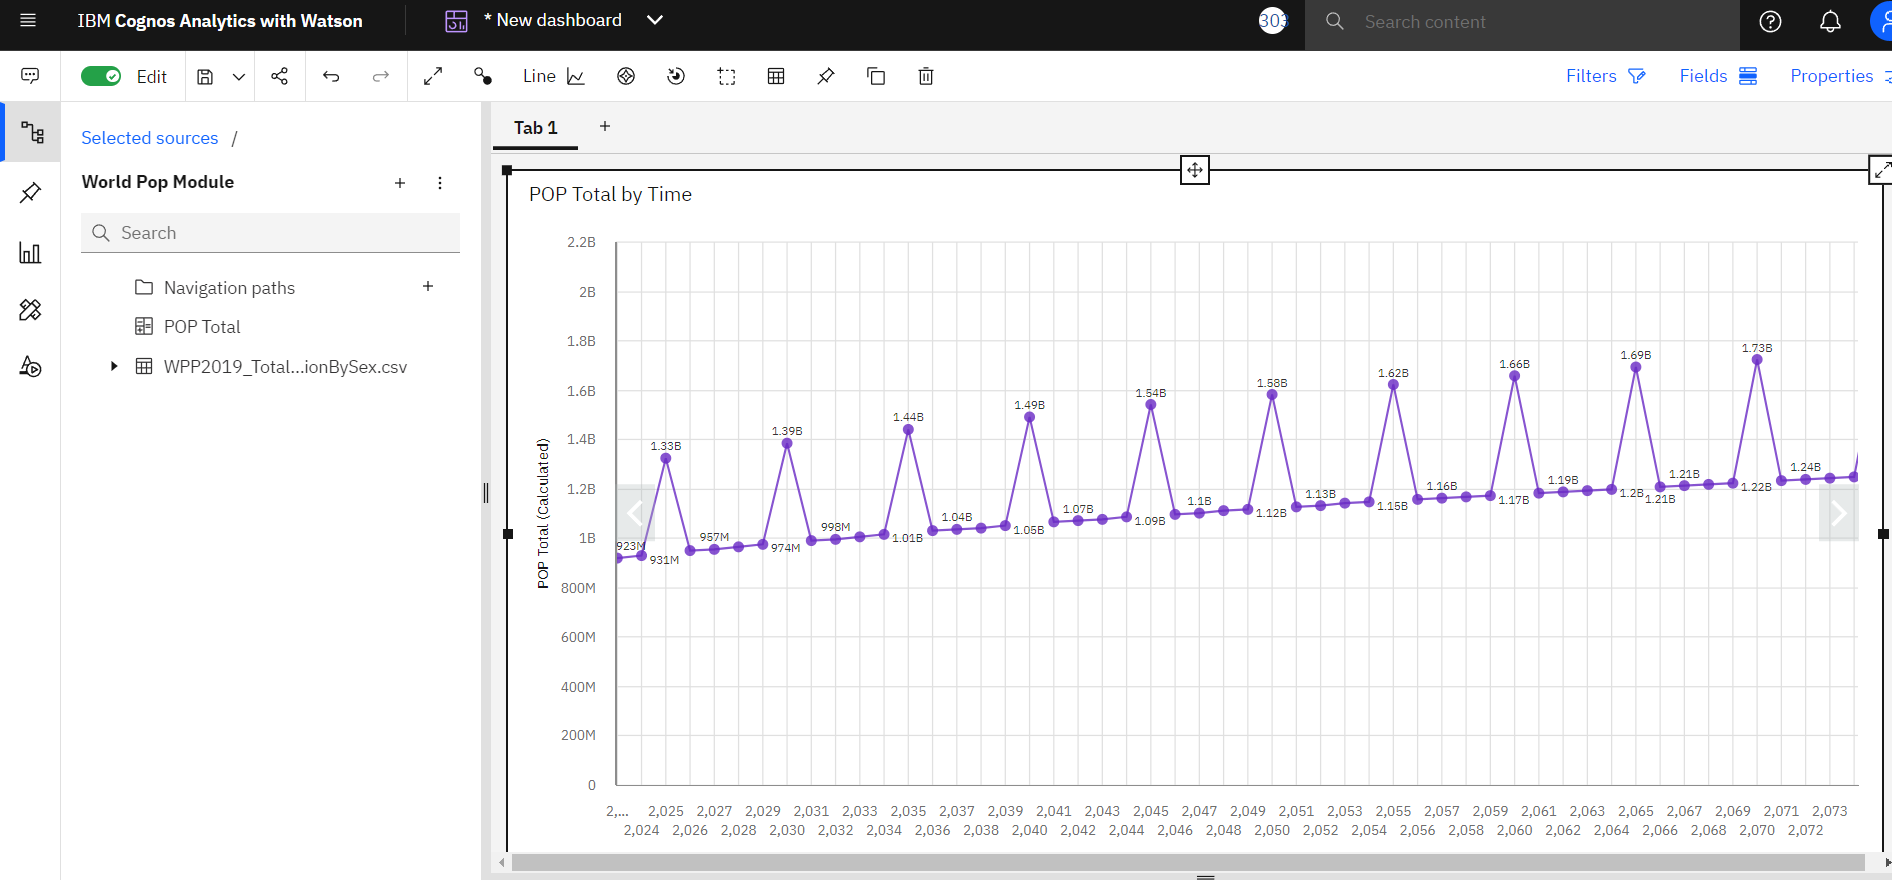 IBM Cognos Analytics with Watson
* New dashboard
303
Search content
Edit
Line
Filters
Fields
Properties
Selected sources /
World Pop Module
Search
Navigation paths
POP Total
WPP2019_Total...ionBySex.csv
Tab 1
POP Total by Time
POP Total (Calculated)
2.2B
2B
1.8B
1.6B
1.4B
1.2B
1B
800M
600M
400M
200M
0
923M 931M 1.33B 957M 974M 1.39B 998M 1.01B 1.44B 1.04B 1.05B 1.49B 1.07B 1.09B 1.54B 1.1B 1.12B 1.58B 1.13B 1.15B 1.62B 1.16B 1.17B 1.66B 1.19B 1.2B 1.69B 1.21B 1.21B 1.22B 1.73B 1.24B
2,... 2,025 2,027 2,029 2,031 2,033 2,035 2,037 2,039 2,041 2,043 2,045 2,047 2,049 2,051 2,053 2,055 2,057 2,059 2,061 2,063 2,065 2,067 2,069 2,071 2,073
2,024 2,026 2,028 2,030 2,032 2,034 2,036 2,038 2,040 2,042 2,044 2,046 2,048 2,050 2,052 2,054 2,056 2,058 2,060 2,062 2,064 2,066 2,068 2,070 2,072